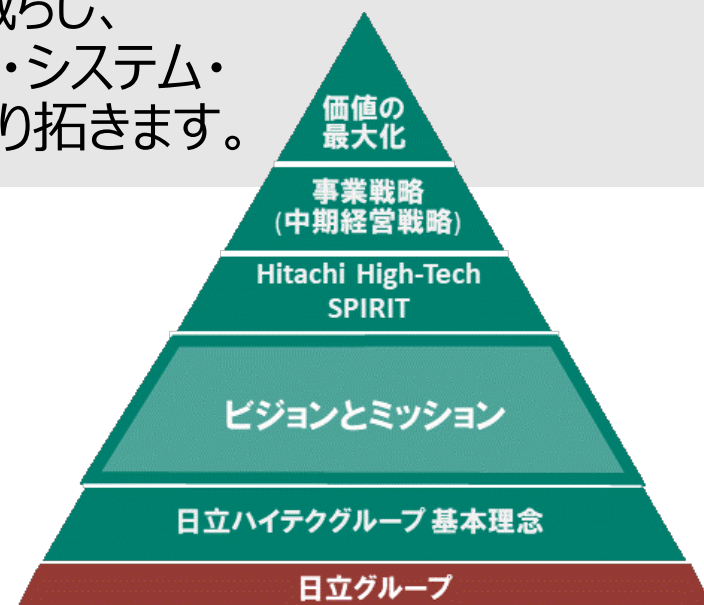 らし、
・システム・
り拓きます。
価値の
最大化
事業戦略
(中期経営戦略)
Hitachi High-Tech
SPIRIT
ビジョンとミッション
日立ハイテクグループ 基本理念
日立グループ